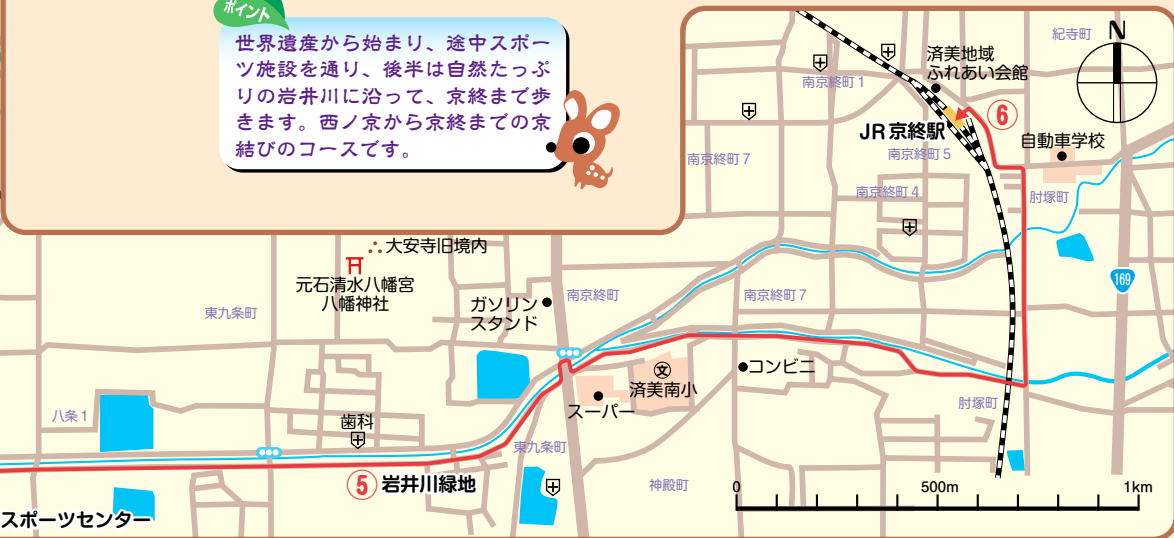 ポイント
世界遺産から始まり、途中スポー
ツ施設を通り、後半は自然たっぷ
りの岩井川に沿って、京終まで歩
きます。西ノ京から京終までの京
結びのコースです。
N
紀寺町
済美地域
ふれあい会館
南京終町1
6
JR京終駅
自動車学校
南京終町5
南京終町7
南京終町4
肘塚町
169
大安寺旧境内
元石清水八幡宮
八幡神社
東九条町
ガソリン
スタンド
南京終町
南京終町7
文
済美南小
コンビニ
スーパー
肘塚町
八条1
歯科
東九条町
5 岩井川緑地
神殿町
0 500m 1km
スポーツセンター